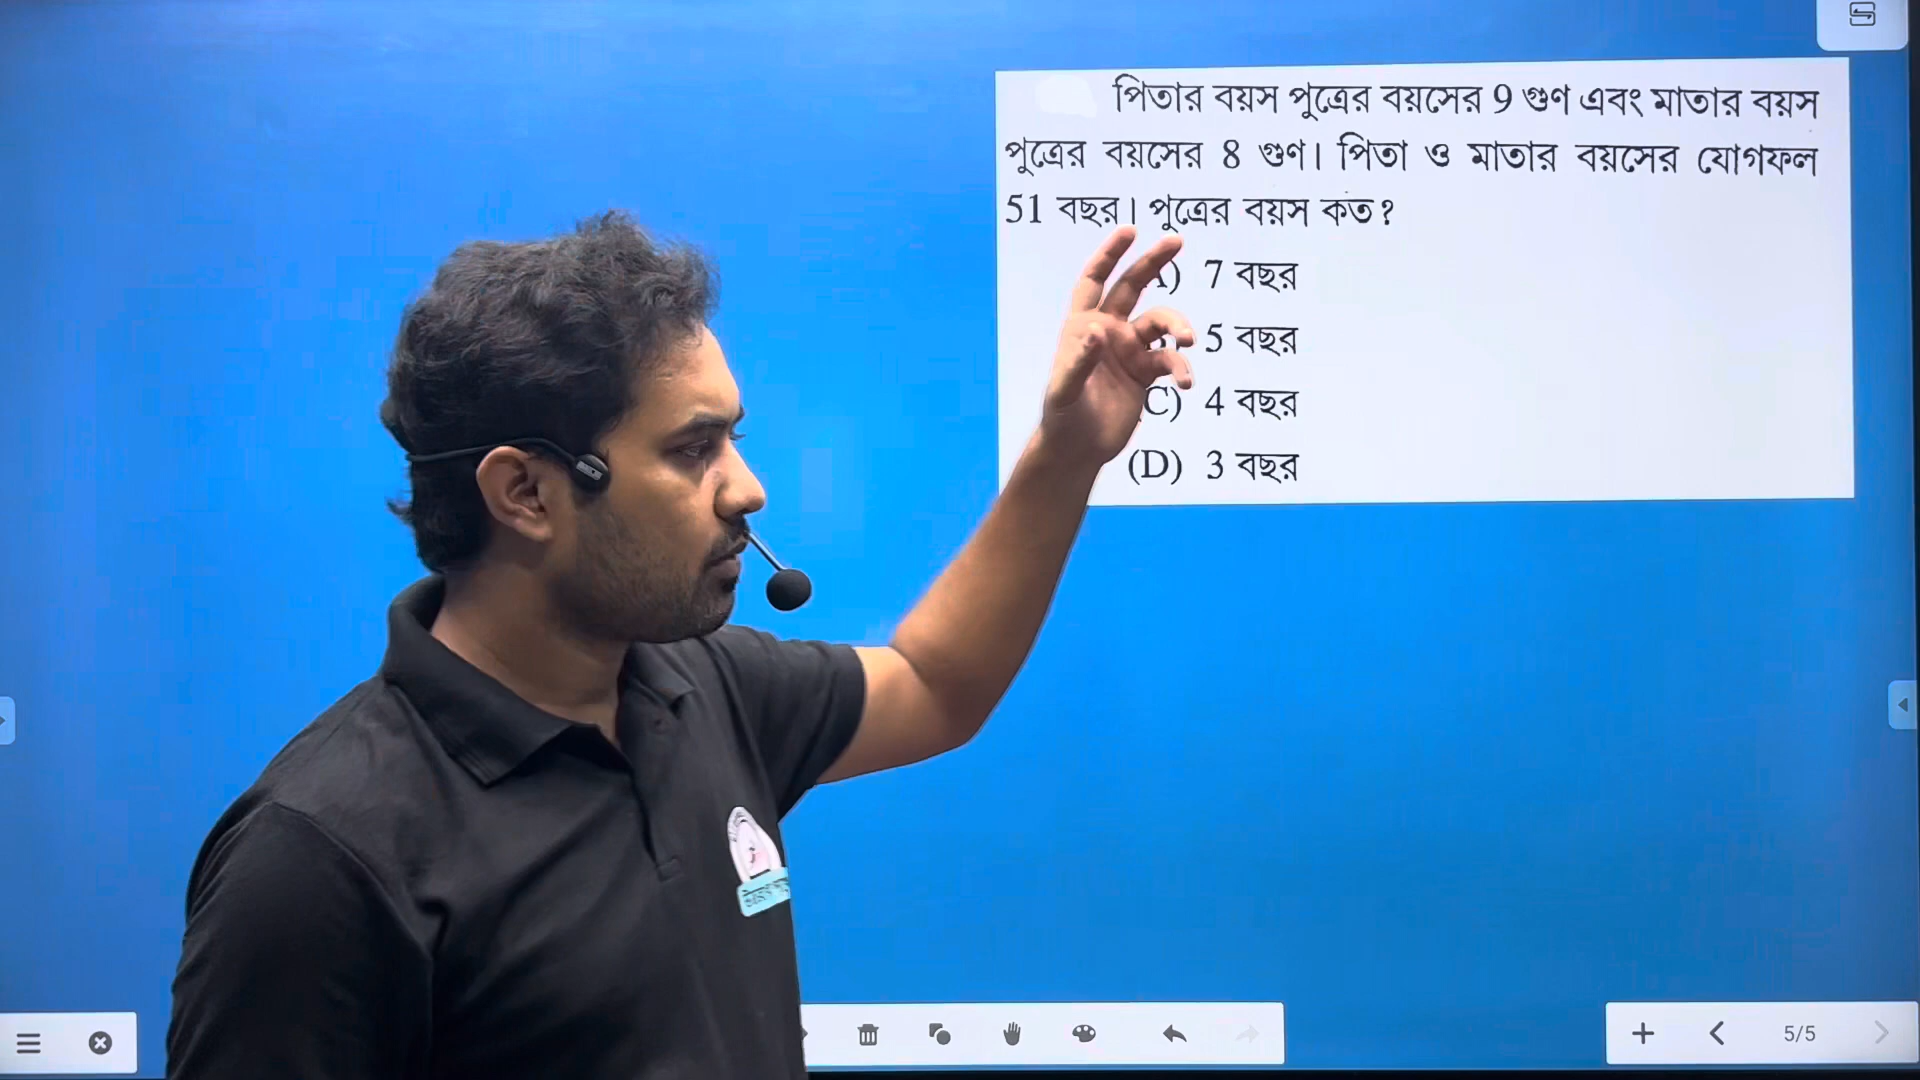 পিতার বয়স পুত্রের বয়সের 9 গুণ এবং মাতার বয়স
পুত্রের বয়সের 8 গুণ। পিতা ও মাতার বয়সের যোগফল
51 বছর। পুত্রের বয়স কত?
A) 7 বছর
5 বছর
C) 4 বছর
(D) 3 বছর
5/5